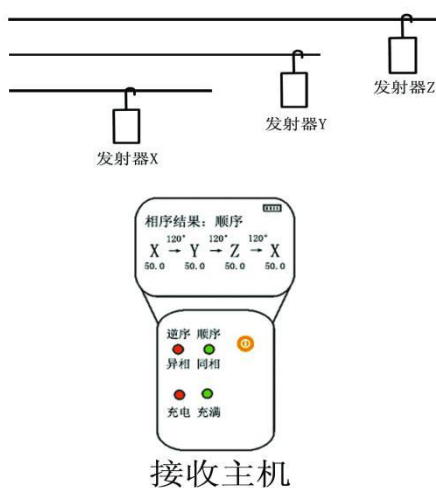 发射器Z
发射器Y
发射器X
相序结果：顺序
120° 120° 120°
X → Y → Z → X
50.0 50.0 50.0 50.0
逆序 顺序
异相 同相
充电 充满
接收主机